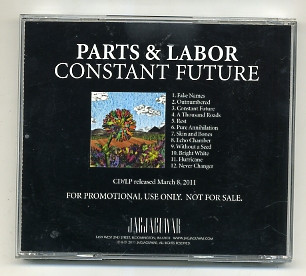 PARTS & LABOR
CONSTANT FUTURE
1. Fake Names
2. Outnumbered
3. Constant Future
4. A Thousand Roads
5. Rest
6. Pure Annihilation
7. Skin and Bones
8. Echo Chamber
9. Without a Seed
10. Bright White
11. Hurricane
12. Never Changer
CD/LP released March 8, 2011
FOR PROMOTIONAL USE ONLY. NOT FOR SALE.
JAGJAGUWAR